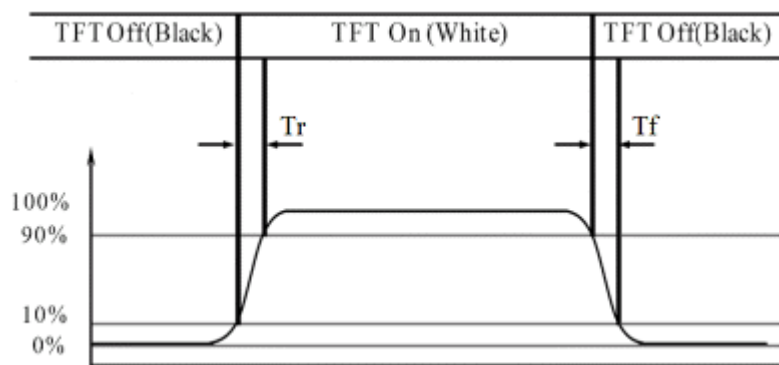 TFT Off(Black) TFT On (White) TFT Off(Black)
Tr Tf
100%
90%
10%
0%